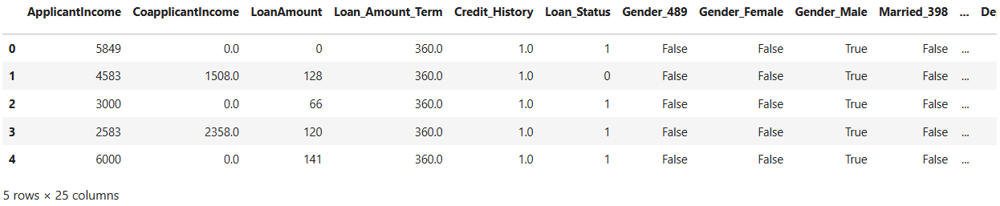 ApplicantIncome CoapplicantIncome LoanAmount Loan_Amount_Term Credit_History Loan_Status Gender_489 Gender_Female Gender_Male Married_398 ... De
0 5849 0.0 0 360.0 1.0 1 False False True False ...
1 4583 1508.0 128 360.0 1.0 0 False False True False ...
2 3000 0.0 66 360.0 1.0 1 False False True False ...
3 2583 2358.0 120 360.0 1.0 1 False False True False ...
4 6000 0.0 141 360.0 1.0 1 False False True False ...
5 rows × 25 columns